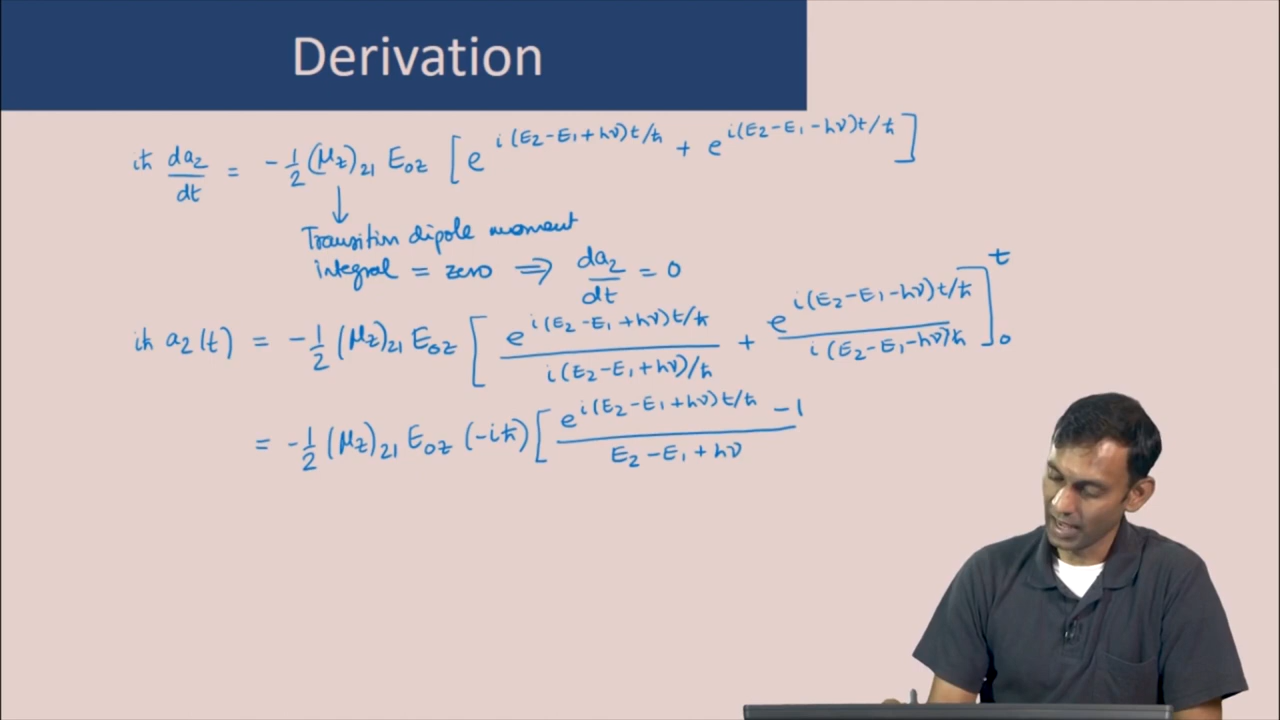 Derivation
iħ da₂/dt = -½ (μz)₂₁ E₀z [ e^{i(E₂-E₁+hν)t/ħ} + e^{i(E₂-E₁-hν)t/ħ} ]
↓
Transition dipole moment
integral = zero ⟹ da₂/dt = 0
iħ a₂(t) = -½ (μz)₂₁ E₀z [ e^{i(E₂-E₁+hν)t/ħ} / i(E₂-E₁+hν)/ħ + e^{i(E₂-E₁-hν)t/ħ} / i(E₂-E₁-hν)ħ ]₀ᵗ
= -½ (μz)₂₁ E₀z (-iħ) [ e^{i(E₂-E₁+hν)t/ħ} -1 / E₂-E₁+hν